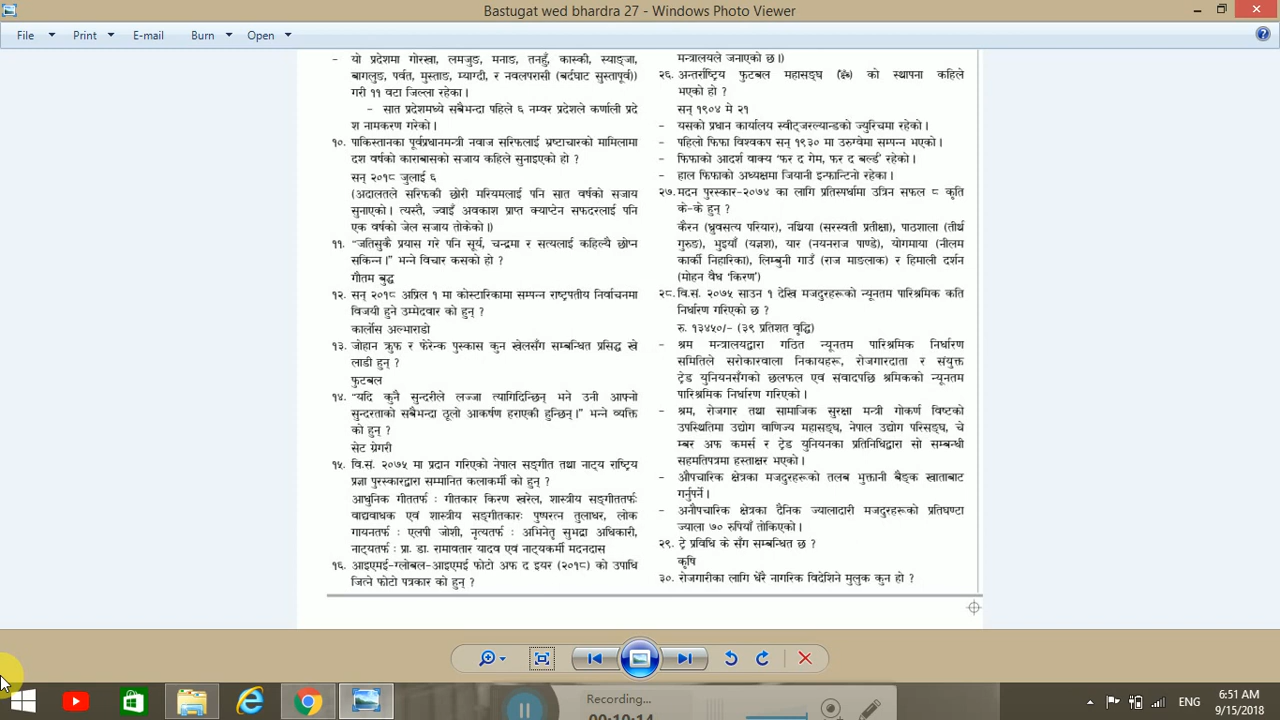 Bastugat wed bhardra 27 - Windows Photo Viewer
File
Print
E-mail
Burn
Open
- यो प्रदेशमा गोरखा, लमजुङ, मनाङ, तनहुँ, कास्की, स्याङ्जा,
बागलुङ, पर्वत, मुस्ताङ, म्याग्दी, र नवलपरासी (बर्दघाट सुस्तापूर्व))
गरी ११ वटा जिल्ला रहेका।
- सात प्रदेशमध्ये सबैभन्दा पहिले ६ नम्वर प्रदेशले कर्णाली प्रदे
श नामकरण गरेको।
१०. पाकिस्तानका पूर्वप्रधानमन्त्री नवाज सरिफलाई भ्रष्टाचारको मामिलामा
दश वर्षको काराबासको सजाय कहिले सुनाइएको हो ?
सन् २०१८ जुलाई ६
(अदालतले सरिफकी छोरी मरियमलाई पनि सात वर्षको सजाय
सुनाएको। त्यस्तै, ज्वाइँ अवकाश प्राप्त क्याप्टेन सफदरलाई पनि
एक वर्षको जेल सजाय तोकेको।)
११. “जतिसुकै प्रयास गरे पनि सूर्य, चन्द्रमा र सत्यलाई कहिल्यै छोप्न
सकिन्न।” भन्ने विचार कसको हो ?
गौतम बुद्ध
१२. सन् २०१८ अप्रिल १ मा कोस्टारिकामा सम्पन्न राष्ट्रपतीय निर्वाचनमा
विजयी हुने उम्मेदवार को हुन् ?
कार्लोस अल्भाराडो
१३. जोहान क्रुफ र फेरेन्क पुस्कास कुन खेलसँग सम्बन्धित प्रसिद्ध खे
लाडी हुन् ?
फुटबल
१४. “यदि कुनै सुन्दरीले लज्जा त्यागिदिन्छिन् भने उनी आफ्नो
सुन्दरताको सबैभन्दा ठूलो आकर्षण हराएकी हुन्छिन्।” भन्ने व्यक्ति
को हुन् ?
सेट ग्रेगरी
१५. वि.सं. २०७५ मा प्रदान गरिएको नेपाल सङ्गीत तथा नाट्य राष्ट्रिय
प्रज्ञा पुरस्कारद्वारा सम्मानित कलाकर्मी को हुन् ?
आधुनिक गीततर्फ : गीतकार किरण खरेल, शास्त्रीय सङ्गीततर्फः
वाद्यवाधक एवं शास्त्रीय सङ्गीतकारः पुष्परत्न तुलाधर, लोक
गायनतर्फ : एलपी जोशी, नृत्यतर्फ : अभिनेतृ सुभद्रा अधिकारी,
नाट्यतर्फ : प्रा. डा. रामावतार यादव एवं नाट्यकर्मी मदनदास
१६. आइएमई-ग्लोबल-आइएमई फोटो अफ द इयर (२०१८) को उपाधि
जित्ने फोटो पत्रकार को हुन् ?
मन्त्रालयले जनाएको छ।)
२६. अन्तर्राष्ट्रिय फुटबल महासङ्घ को स्थापना कहिले
भएको हो ?
सन् १९०४ मे २१
- यसको प्रधान कार्यालय स्वीट्जरल्यान्डको ज्युरिचमा रहेको।
- पहिलो फिफा विश्वकप सन् १९३० मा उरुग्वेमा सम्पन्न भएको।
- फिफाको आदर्श वाक्य ‘फर द गेम, फर द बर्ल्ड’ रहेको।
- हाल फिफाको अध्यक्षमा जियानी इन्फान्टिनो रहेका।
२७. मदन पुरस्कार-२०७४ का लागि प्रतिस्पर्धामा उत्रिन सफल ८ कृति
के-के हुन् ?
कैरन (ध्रुवसत्य परियार), नथिया (सरस्वती प्रतीक्षा), पाठशाला (तीर्थ
गुरुङ), भुइयाँ (यज्ञश), यार (नयनराज पाण्डे), योगमाया (नीलम
कार्की निहारिका), लिम्बुनी गाउँ (राज माङलाक) र हिमाली दर्शन
(मोहन वैध ‘किरण’)
२८. वि.सं. २०७५ साउन १ देखि मजदुरहरूको न्यूनतम पारिश्रमिक कति
निर्धारण गरिएको छ ?
रु. १३४५०/- (३९ प्रतिशत वृद्धि)
- श्रम मन्त्रालयद्वारा गठित न्यूनतम पारिश्रमिक निर्धारण
समितिले सरोकारवाला निकायहरू, रोजगारदाता र संयुक्त
ट्रेड युनियनसँगको छलफल एवं संवादपछि श्रमिकको न्यूनतम
पारिश्रमिक निर्धारण गरिएको।
- श्रम, रोजगार तथा सामाजिक सुरक्षा मन्त्री गोकर्ण विष्टको
उपस्थितिमा उद्योग वाणिज्य महासङ्घ, नेपाल उद्योग परिसङ्घ, चे
म्बर अफ कमर्स र ट्रेड युनियनका प्रतिनिधिद्वारा सो सम्बन्धी
सहमतिपत्रमा हस्ताक्षर भएको।
- औपचारिक क्षेत्रका मजदुरहरूको तलब भुक्तानी बैङ्क खाताबाट
गर्नुपर्ने।
- अनौपचारिक क्षेत्रका दैनिक ज्यालादारी मजदुरहरूको प्रतिघण्टा
ज्याला ७० रुपियाँ तोकिएको।
२९. ट्रे प्रविधि के सँग सम्बन्धित छ ?
कृषि
३०. रोजगारीका लागि धेरै नागरिक विदेशिने मुलुक कुन हो ?
Recording...
00:10:14
ENG
6:51 AM
9/15/2018